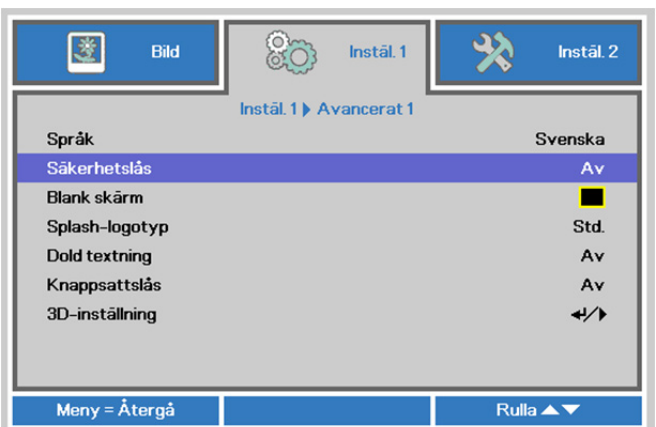 Bild
Instäl. 1
Instäl. 2
Instäl. 1 ▶ Avancerat 1
Språk Svenska
Säkerhetslås Av
Blank skärm
Splash-logotyp Std.
Dold textning Av
Knappsattslås Av
3D-inställning ↵/▶
Meny = Återgå
Rulla ▲▼